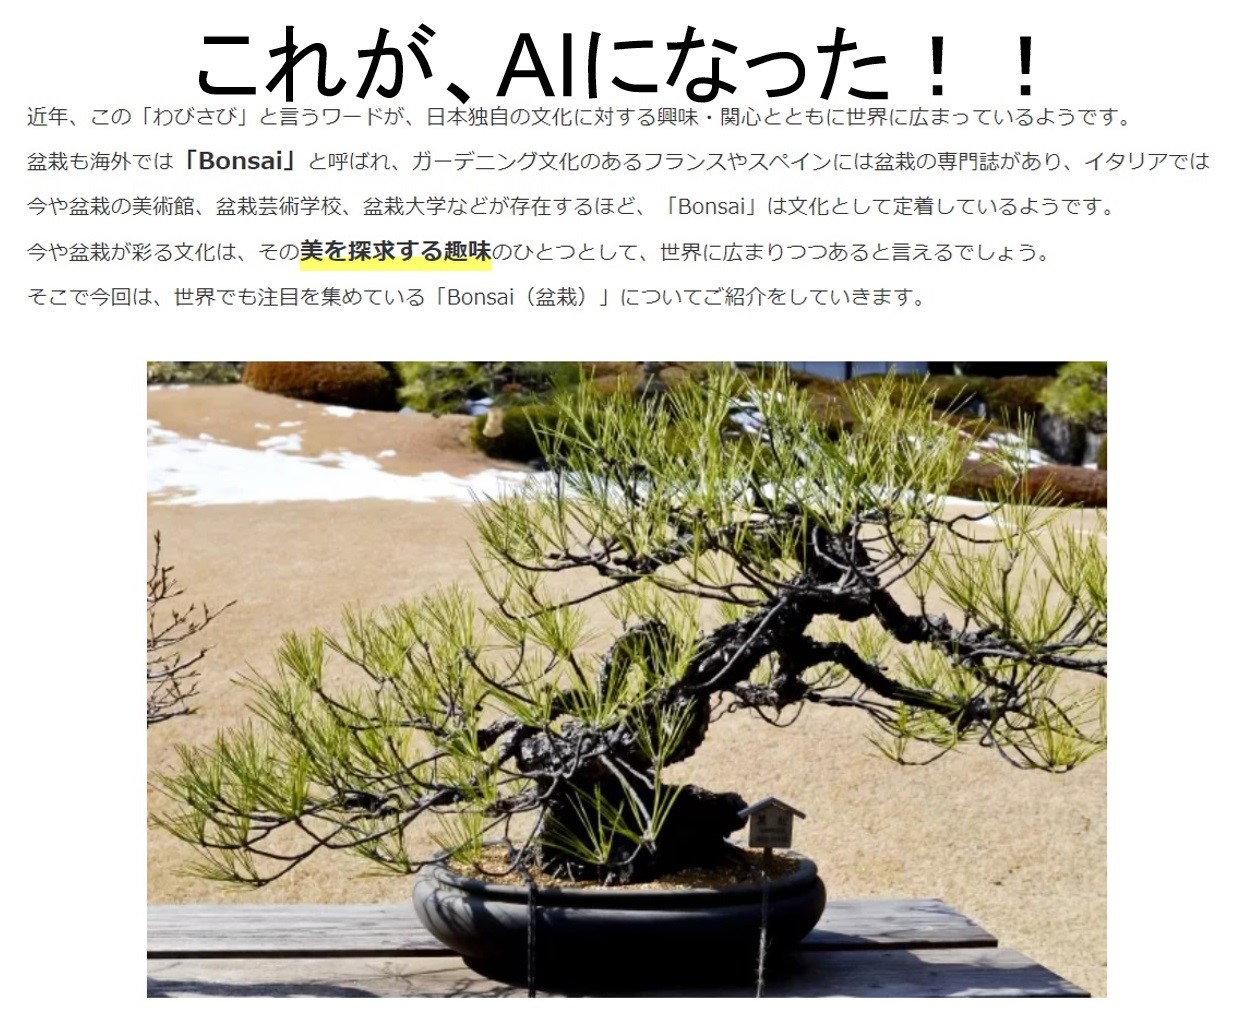 これが、AIになった！！
近年、この「わびさび」と言うワードが、日本独自の文化に対する興味・関心とともに世界に広まっているようです。
盆栽も海外では「Bonsai」と呼ばれ、ガーデニング文化のあるフランスやスペインには盆栽の専門誌があり、イタリアでは
今や盆栽の美術館、盆栽芸術学校、盆栽大学などが存在するほど、「Bonsai」は文化として定着しているようです。
今や盆栽が彩る文化は、その美を探求する趣味のひとつとして、世界に広まりつつあると言えるでしょう。
そこで今回は、世界でも注目を集めている「Bonsai（盆栽）」についてご紹介をしていきます。